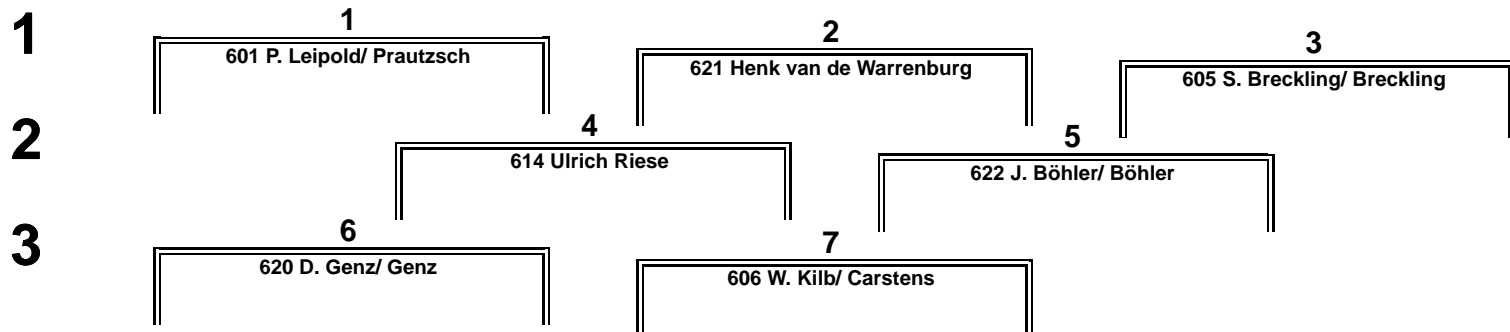 1
1
601 P. Leipold/ Prautzsch
2
621 Henk van de Warrenburg
3
605 S. Breckling/ Breckling
2
4
614 Ulrich Riese
5
622 J. Böhler/ Böhler
3
6
620 D. Genz/ Genz
7
606 W. Kilb/ Carstens